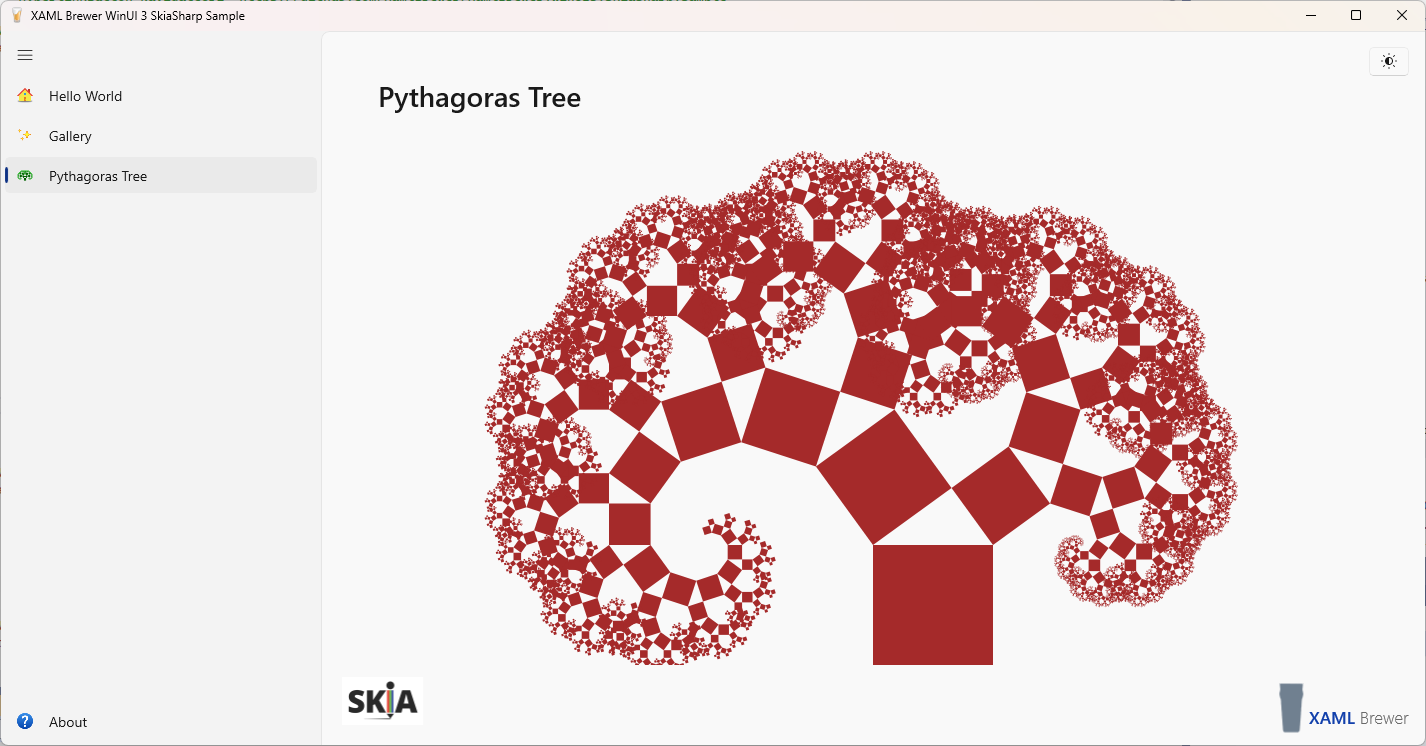 XAML Brewer WinUI 3 SkiaSharp Sample
Hello World
Gallery
Pythagoras Tree
Pythagoras Tree
SKiA
? About
XAML Brewer